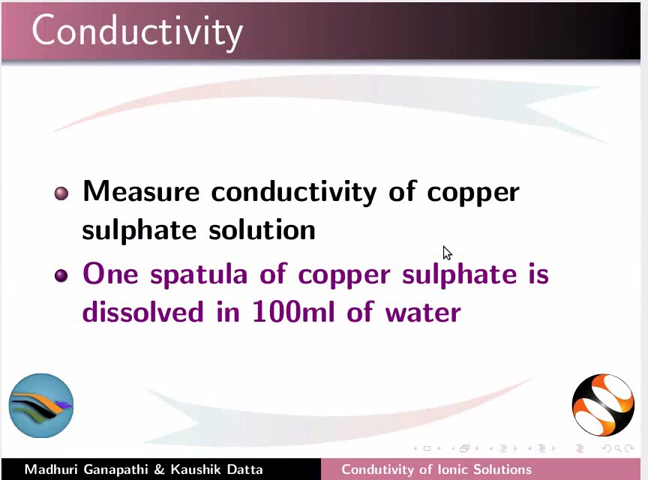 Conductivity
Measure conductivity of copper
sulphate solution
One spatula of copper sulphate is
dissolved in 100ml of water
Madhuri Ganapathi & Kaushik Datta
Condutivity of Ionic Solutions